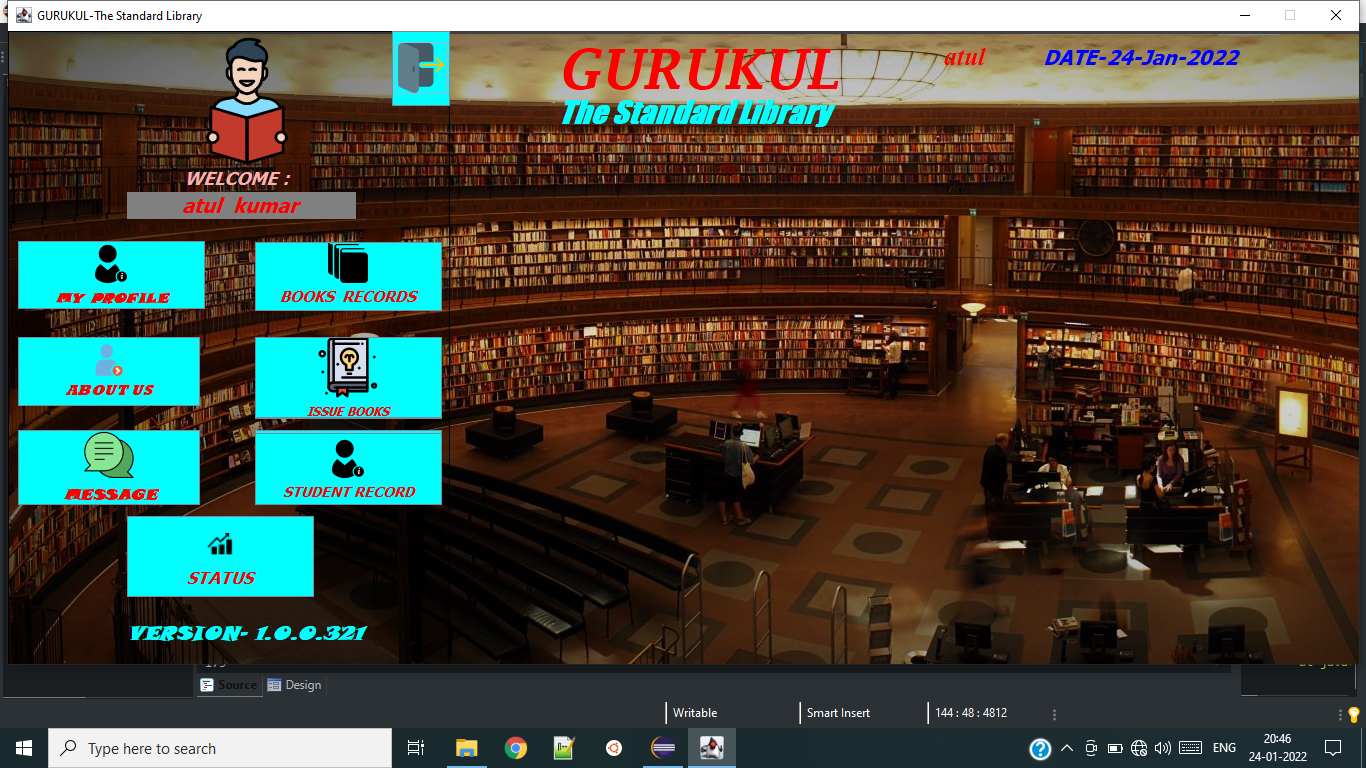 GURUKUL-The Standard Library
GURUKUL
atul
DATE-24-Jan-2022
The Standard Library
WELCOME :
atul kumar
MY PROFILE
BOOKS RECORDS
ABOUT US
ISSUE BOOKS
MESSAGE
STUDENT RECORD
STATUS
VERSION- 1.0.0.321
Source
Design
Writable
Smart Insert
144 : 48 : 4812
Type here to search
ENG
20:46
24-01-2022